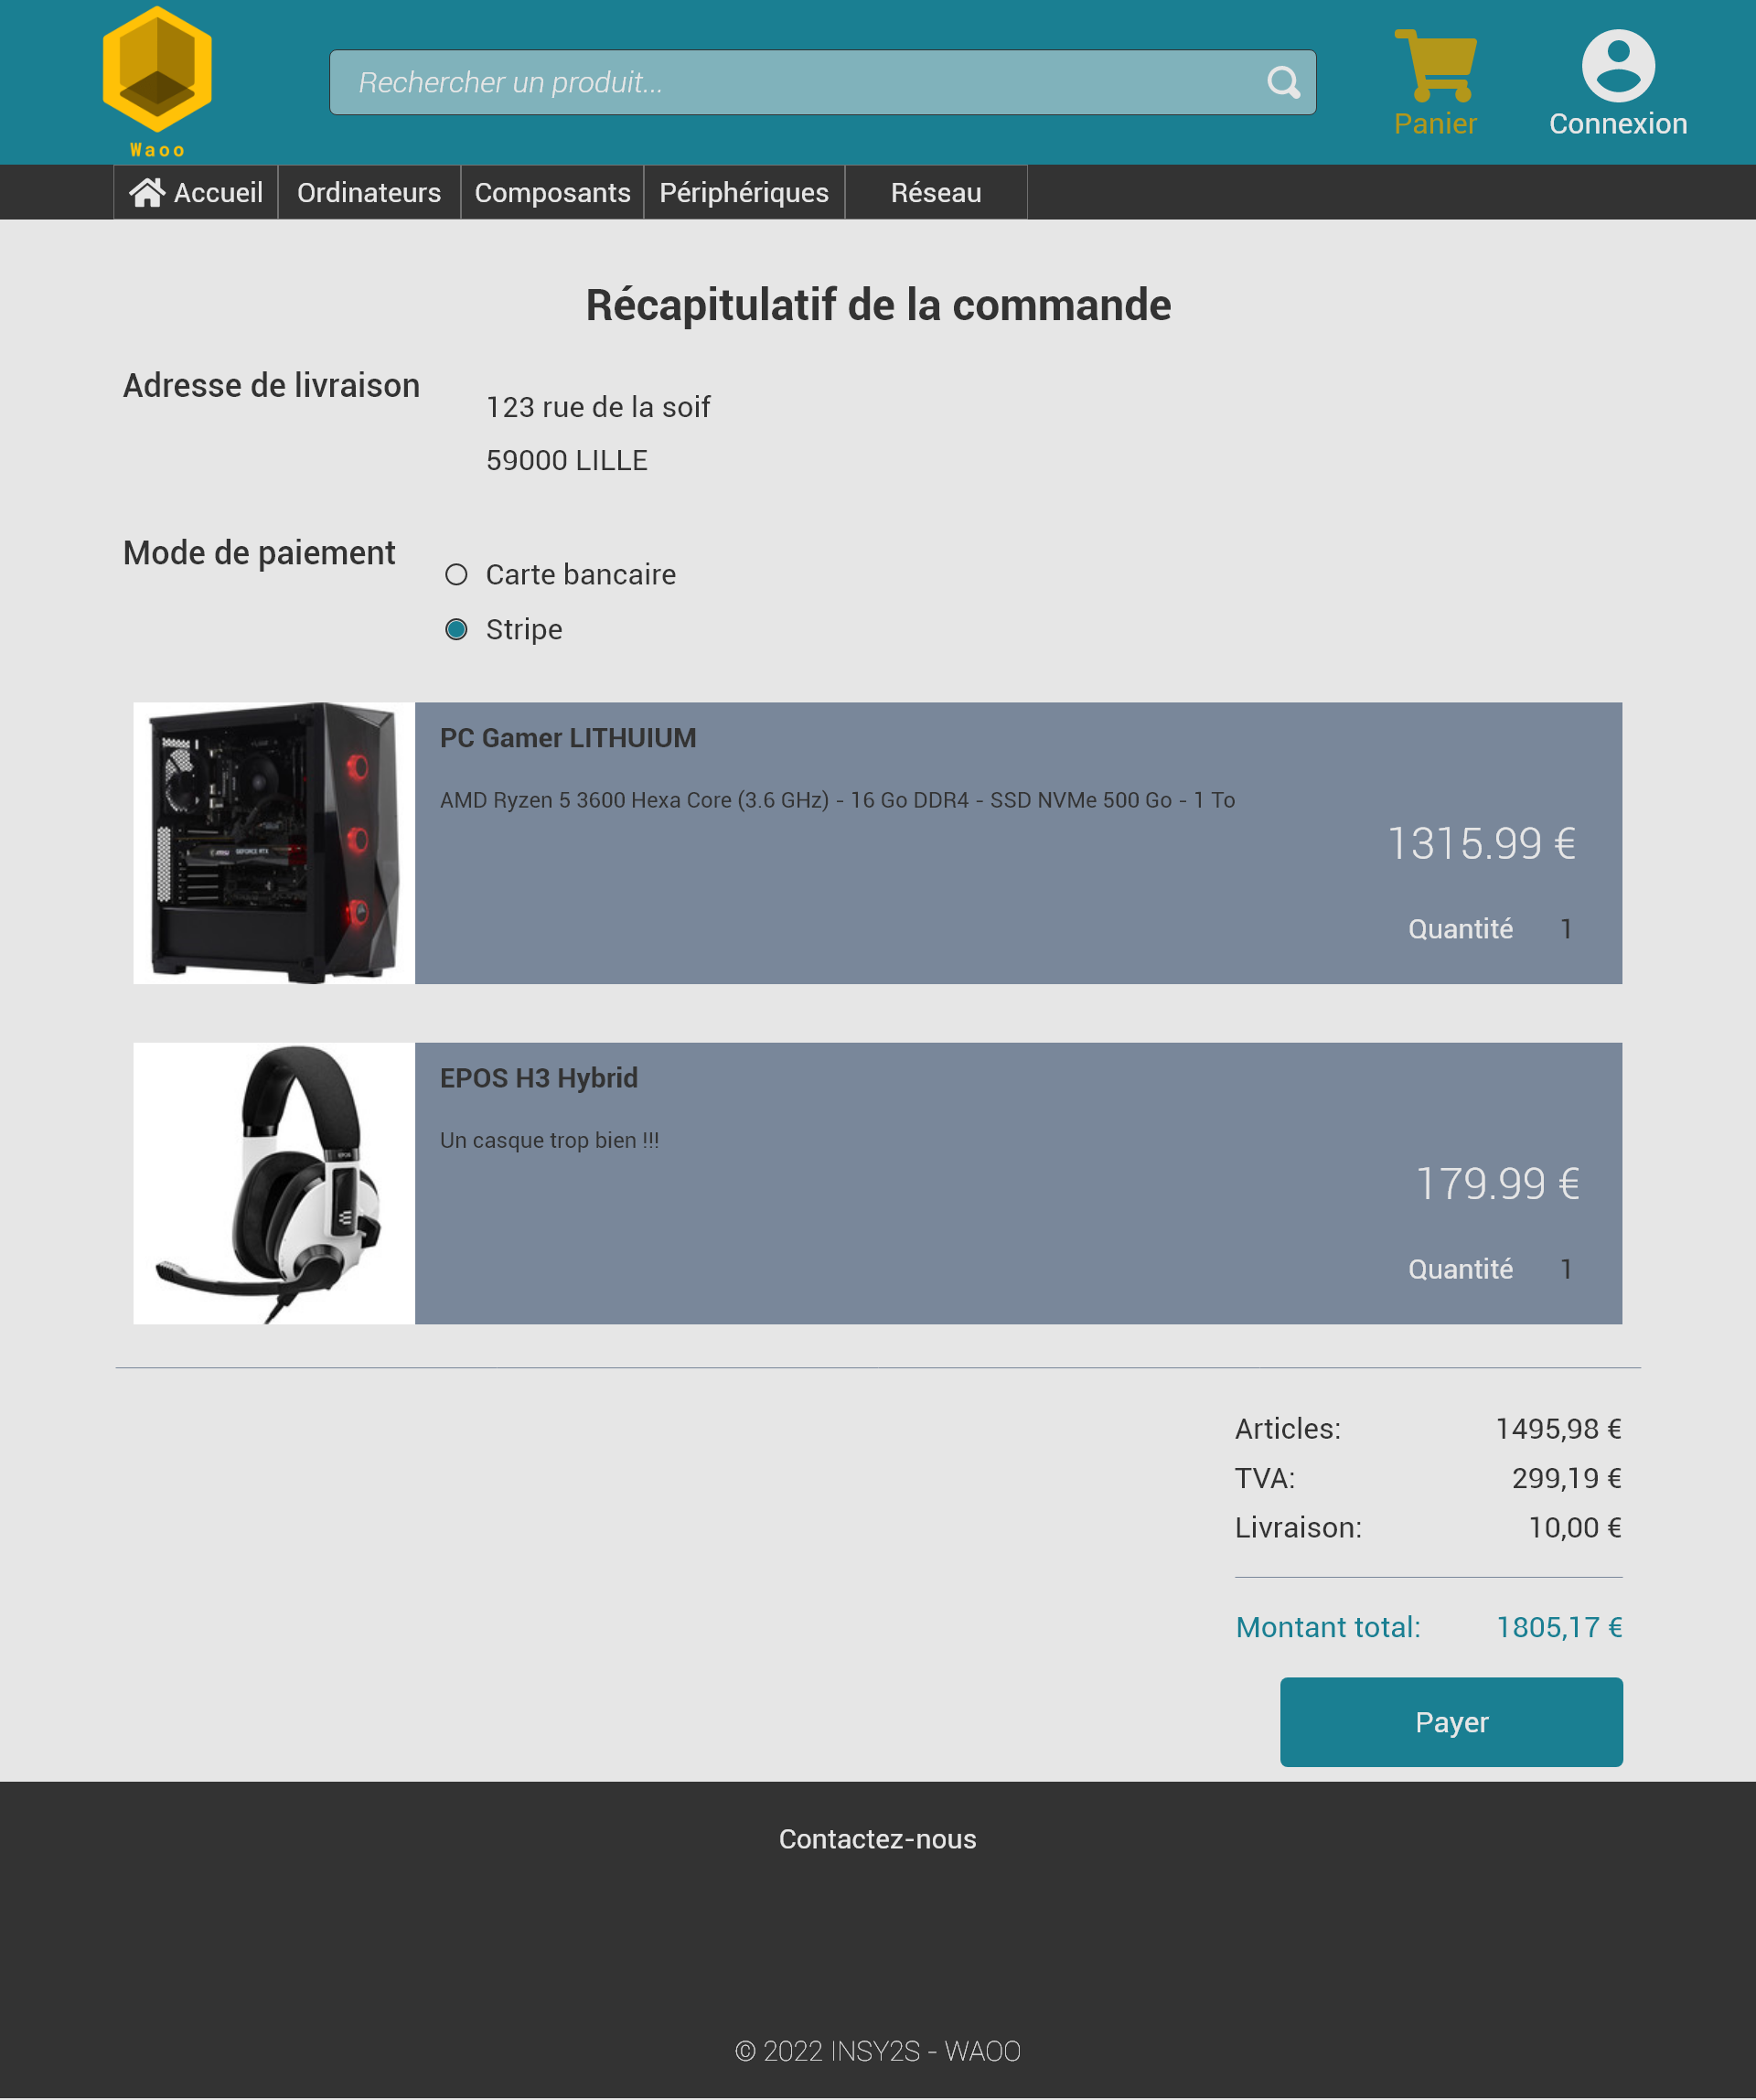 Waoo
Rechercher un produit...
Panier
Connexion
Accueil
Ordinateurs
Composants
Périphériques
Réseau
Récapitulatif de la commande
Adresse de livraison
123 rue de la soif
59000 LILLE
Mode de paiement
Carte bancaire
Stripe
PC Gamer LITHUIUM
AMD Ryzen 5 3600 Hexa Core (3.6 GHz) - 16 Go DDR4 - SSD NVMe 500 Go - 1 To
1315.99 €
Quantité 1
GEFORCE RTX
EPOS H3 Hybrid
Un casque trop bien !!!
179.99 €
Quantité 1
EPOS
Articles: 1495,98 €
TVA: 299,19 €
Livraison: 10,00 €
Montant total: 1805,17 €
Payer
Contactez-nous
© 2022 INSY2S - WAOO